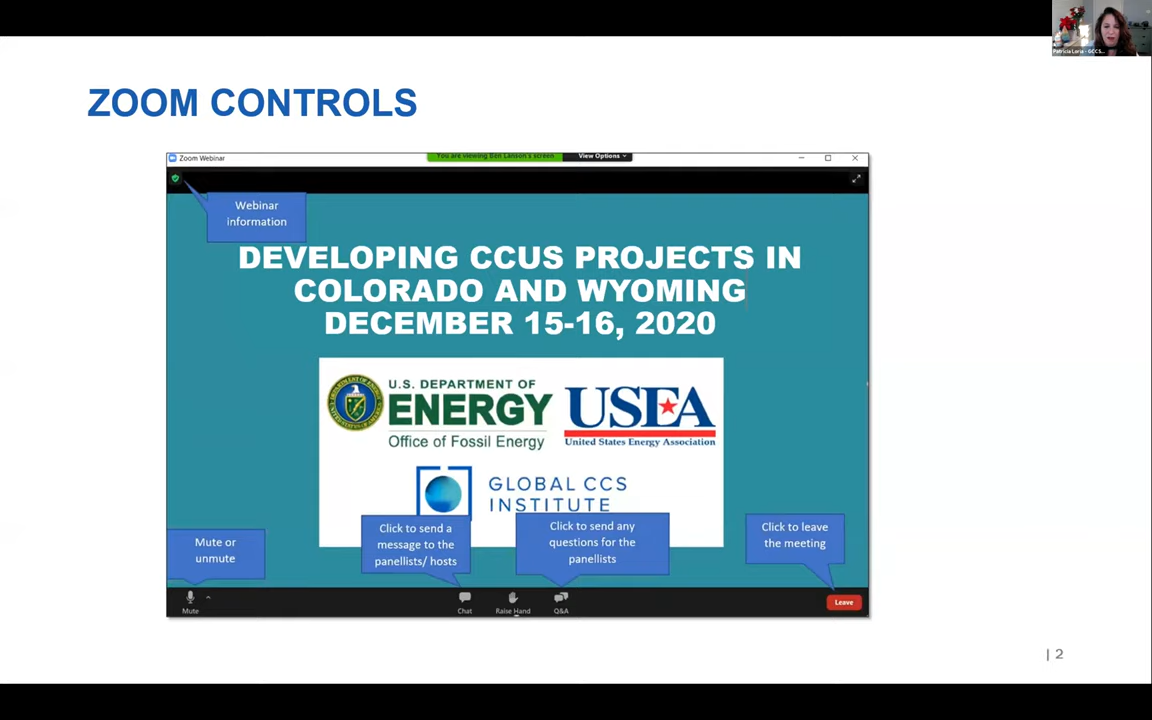 Patricia Loria - GCCS...
ZOOM CONTROLS
Zoom Webinar
You are viewing Ben Lanson's screen
View Options
Webinar
information
DEVELOPING CCUS PROJECTS IN
COLORADO AND WYOMING
DECEMBER 15-16, 2020
U.S. DEPARTMENT OF
ENERGY
Office of Fossil Energy
USEA
United States Energy Association
GLOBAL CCS
INSTITUTE
Mute or
unmute
Click to send a
message to the
panellists/ hosts
Click to send any
questions for the
panellists
Click to leave
the meeting
Mute
Chat
Raise Hand
Q&A
Leave
| 2